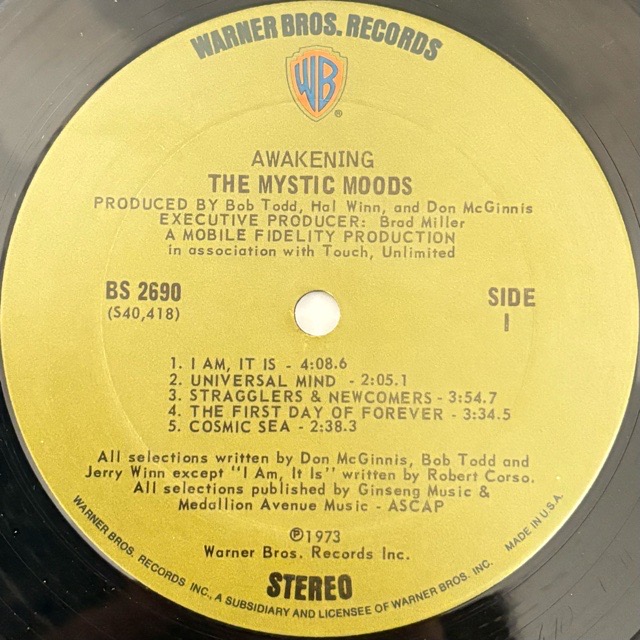 WARNER BROS. RECORDS
WB
®
AWAKENING
THE MYSTIC MOODS
PRODUCED BY Bob Todd, Hal Winn, and Don McGinnis
EXECUTIVE PRODUCER: Brad Miller
A MOBILE FIDELITY PRODUCTION
in association with Touch, Unlimited
BS 2690
(S40,418)
SIDE
1
1. I AM, IT IS - 4:08.6
2. UNIVERSAL MIND - 2:05.1
3. STRAGGLERS & NEWCOMERS - 3:54.7
4. THE FIRST DAY OF FOREVER - 3:34.5
5. COSMIC SEA - 2:38.3
All selections written by Don McGinnis, Bob Todd and
Jerry Winn except "I Am, It Is" written by Robert Corso.
All selections published by Ginseng Music &
Medallion Avenue Music - ASCAP
℗1973
Warner Bros. Records Inc.
STEREO
WARNER BROS. RECORDS INC., A SUBSIDIARY AND LICENSEE OF WARNER BROS. INC. MADE IN U.S.A.